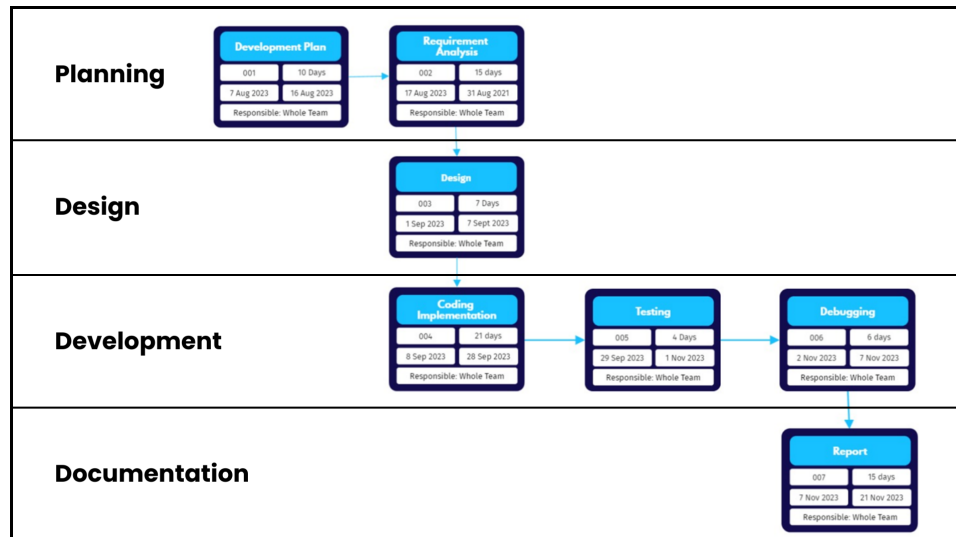 Planning
Development Plan
001
10 Days
7 Aug 2023
16 Aug 2023
Responsible: Whole Team
Requirement
Analysis
002
15 days
17 Aug 2023
31 Aug 2021
Responsible: Whole Team
Design
Design
003
7 Days
1 Sep 2023
7 Sept 2023
Responsible: Whole Team
Development
Coding
Implementation
004
21 days
8 Sep 2023
28 Sep 2023
Responsible: Whole Team
Testing
005
4 Days
29 Sep 2023
1 Nov 2023
Responsible: Whole Team
Debugging
006
6 days
2 Nov 2023
7 Nov 2023
Responsible: Whole Team
Documentation
Report
007
15 days
7 Nov 2023
21 Nov 2023
Responsible: Whole Team